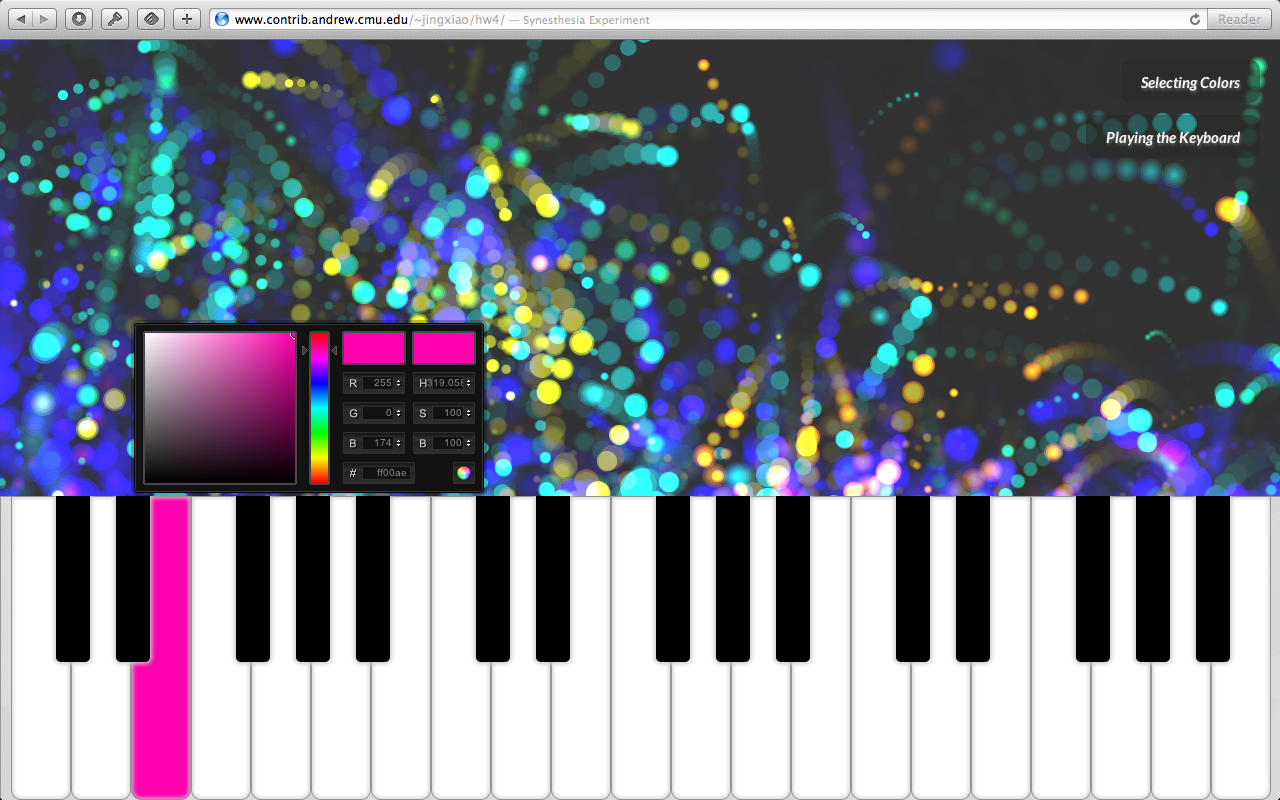 www.contrib.andrew.cmu.edu/~jingxiao/hw4/ — Synesthesia Experiment
Reader
Selecting Colors
Playing the Keyboard
R 255 H 319.058
G 0 S 100
B 174 B 100
# ff00ae